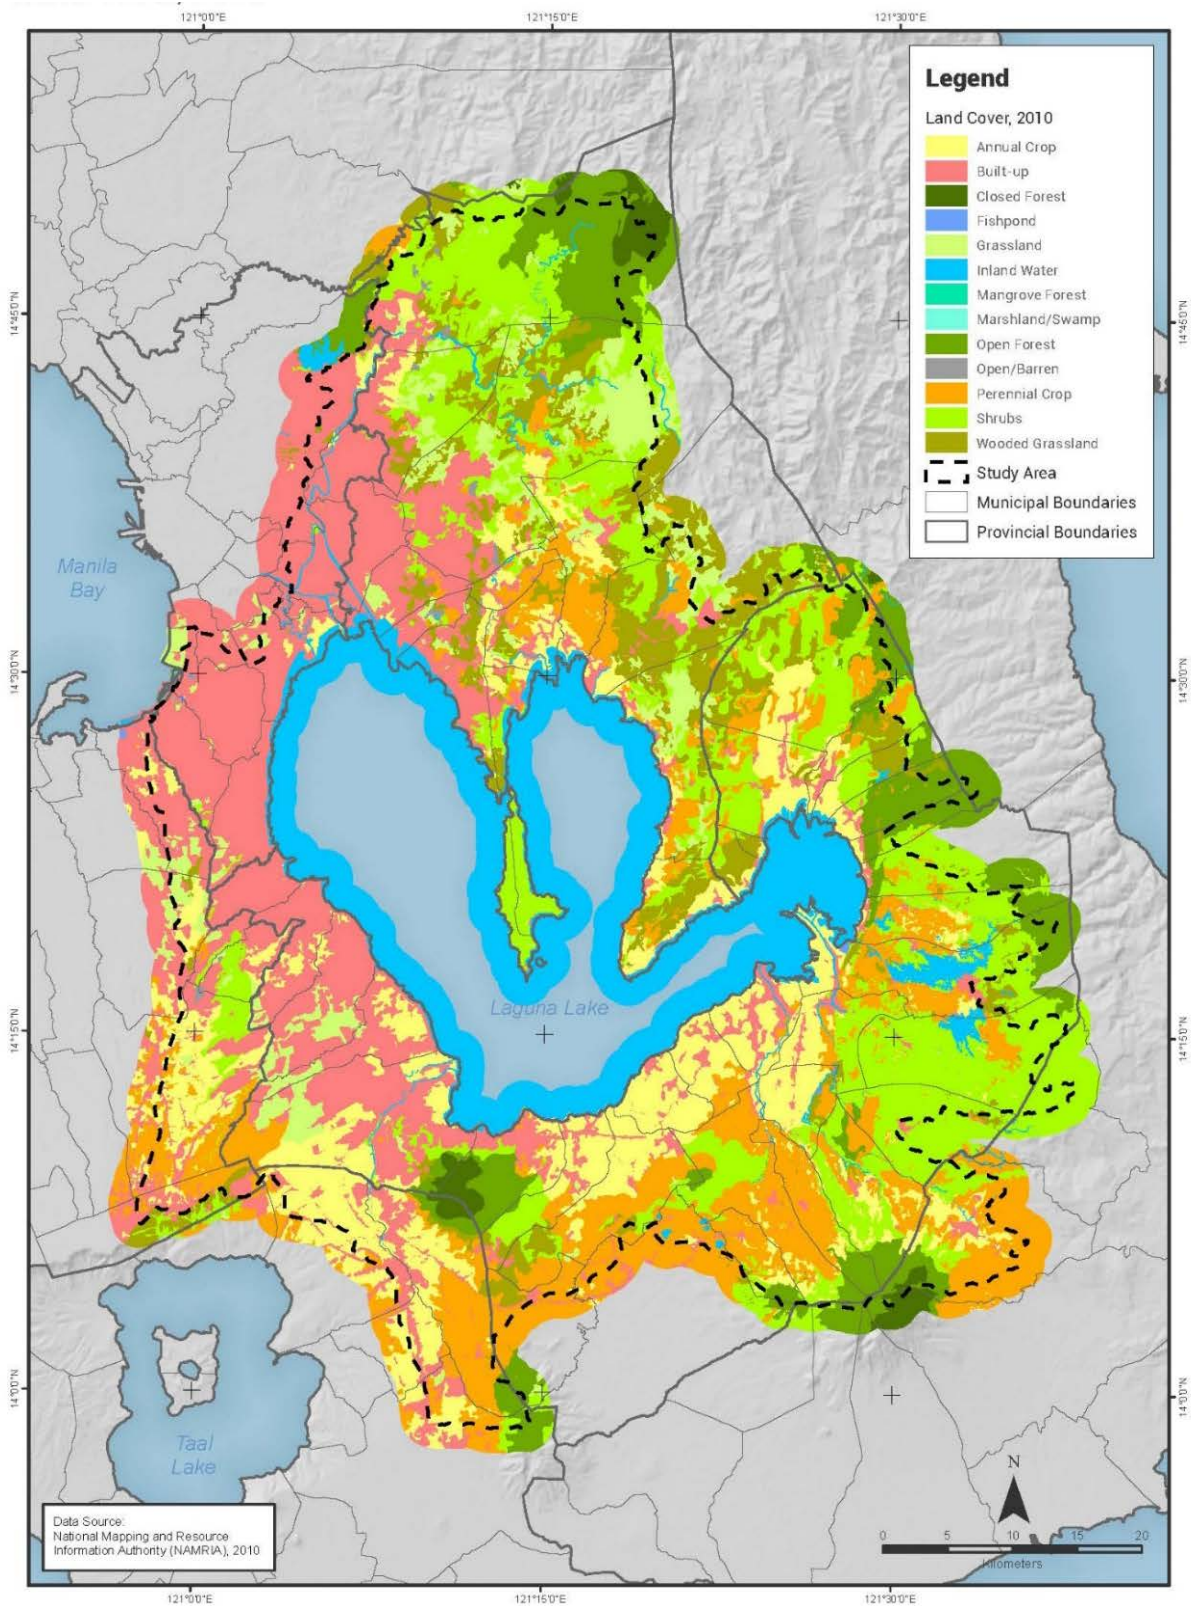 121°0'0"E
121°15'0"E
121°30'0"E
Legend
Land Cover, 2010
Annual Crop
Built-up
Closed Forest
Fishpond
Grassland
Inland Water
Mangrove Forest
Marshland/Swamp
Open Forest
Open/Barren
Perennial Crop
Shrubs
Wooded Grassland
Study Area
Municipal Boundaries
Provincial Boundaries
14°45'0"N
14°45'0"N
Manila
Bay
14°30'0"N
14°30'0"N
Laguna Lake
14°15'0"N
14°15'0"N
14°0'0"N
14°0'0"N
Taal
Lake
N
0 5 10 15 20
Kilometers
Data Source:
National Mapping and Resource
Information Authority (NAMRIA), 2010
121°0'0"E
121°15'0"E
121°30'0"E